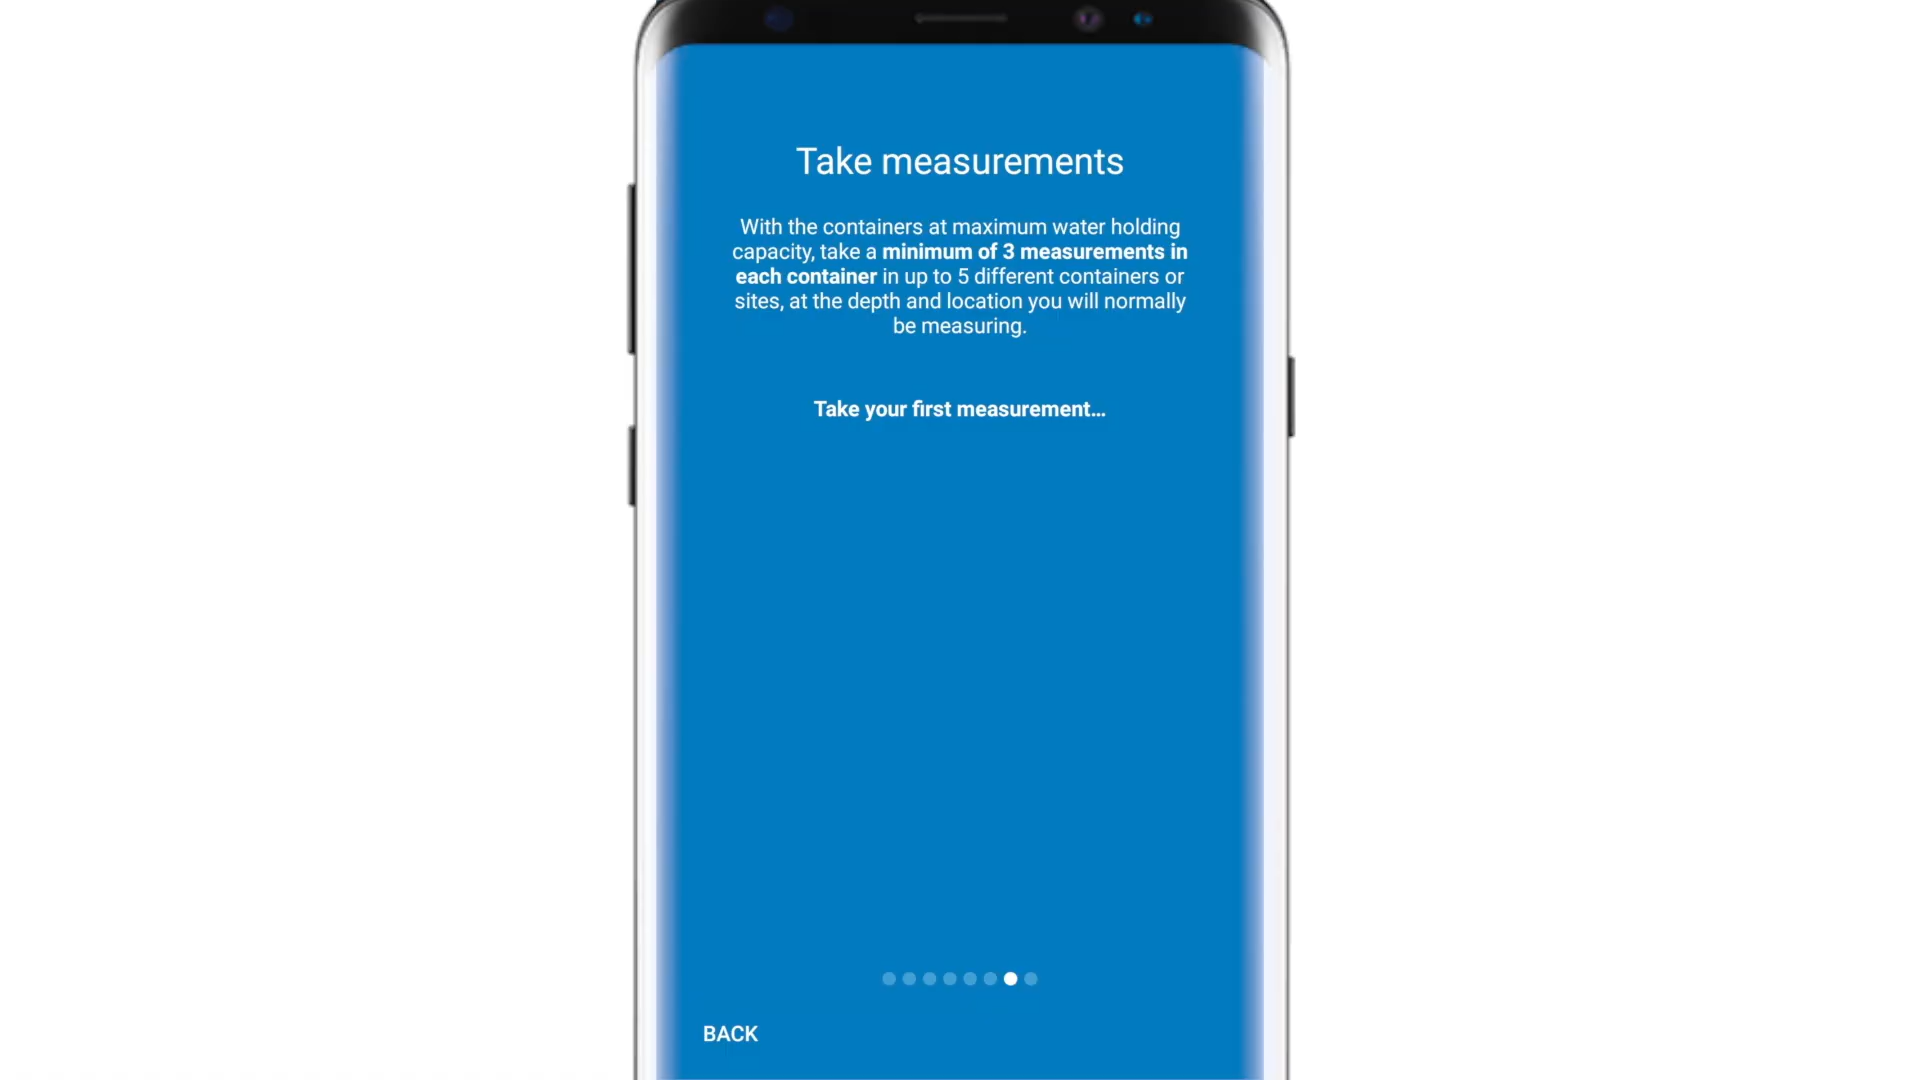 Take measurements
With the containers at maximum water holding
capacity, take a minimum of 3 measurements in
each container in up to 5 different containers or
sites, at the depth and location you will normally
be measuring.
Take your first measurement...
BACK